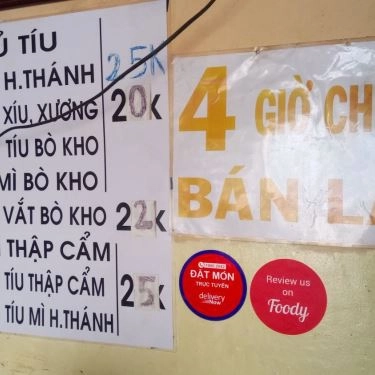 TÍU
H.THÁNH 25K
XÍU, XƯƠNG 20k
TÍU BÒ KHO
MÌ BÒ KHO
VẮT BÒ KHO 22k
THẬP CẨM
TÍU THẬP CẨM 25k
TÍU MÌ H.THÁNH
4 GIỜ
BÁN
ĐẶT MÓN
TRỰC TUYẾN
delivery
Now
Review us
on
Foody